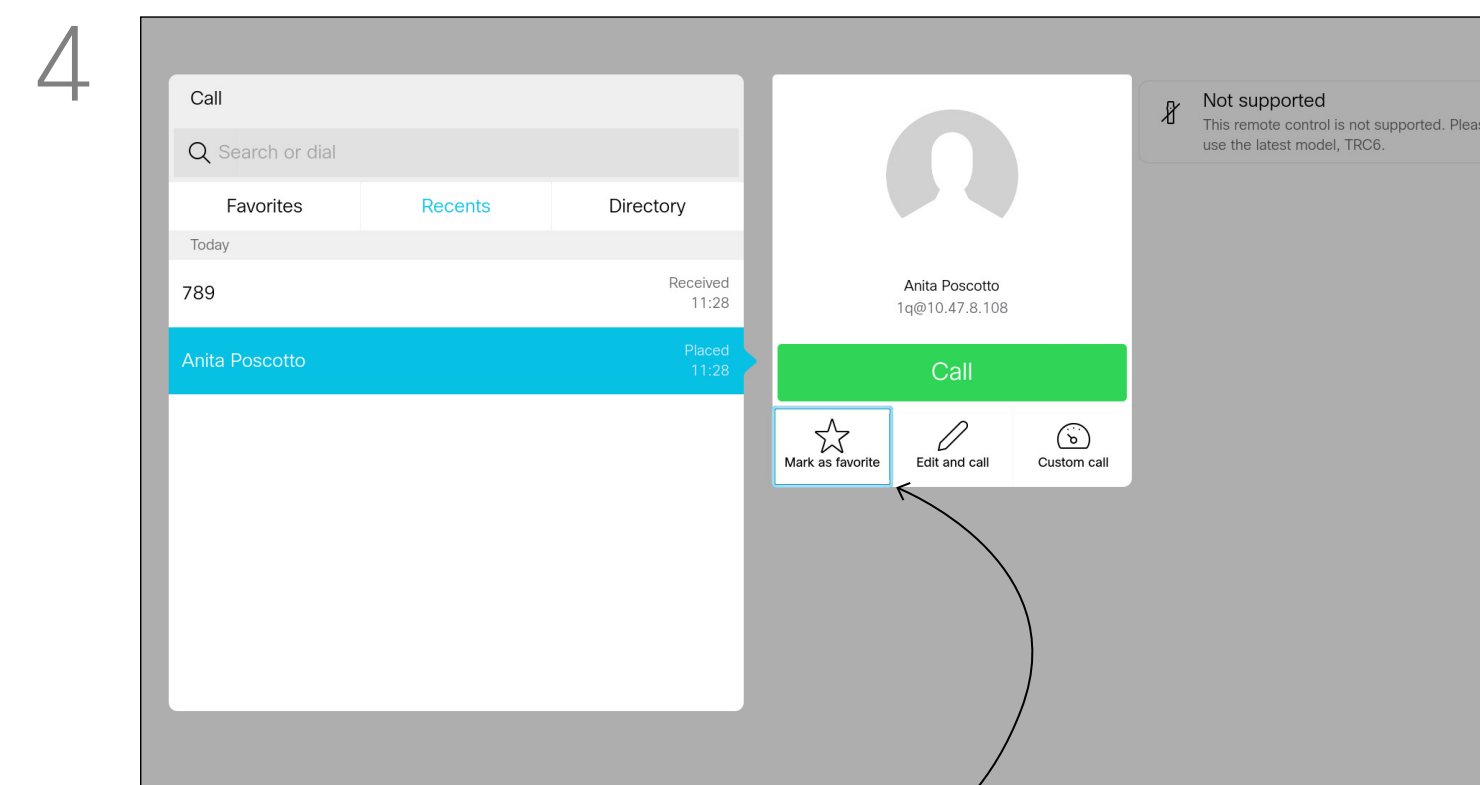 4
Call
Search or dial
Favorites Recents Directory
Today
789
Received
11:28
Anita Poscotto
Placed
11:28
Anita Poscotto
1q@10.47.8.108
Call
Mark as favorite Edit and call Custom call
Not supported
This remote control is not supported.
use the latest model, TRC6.